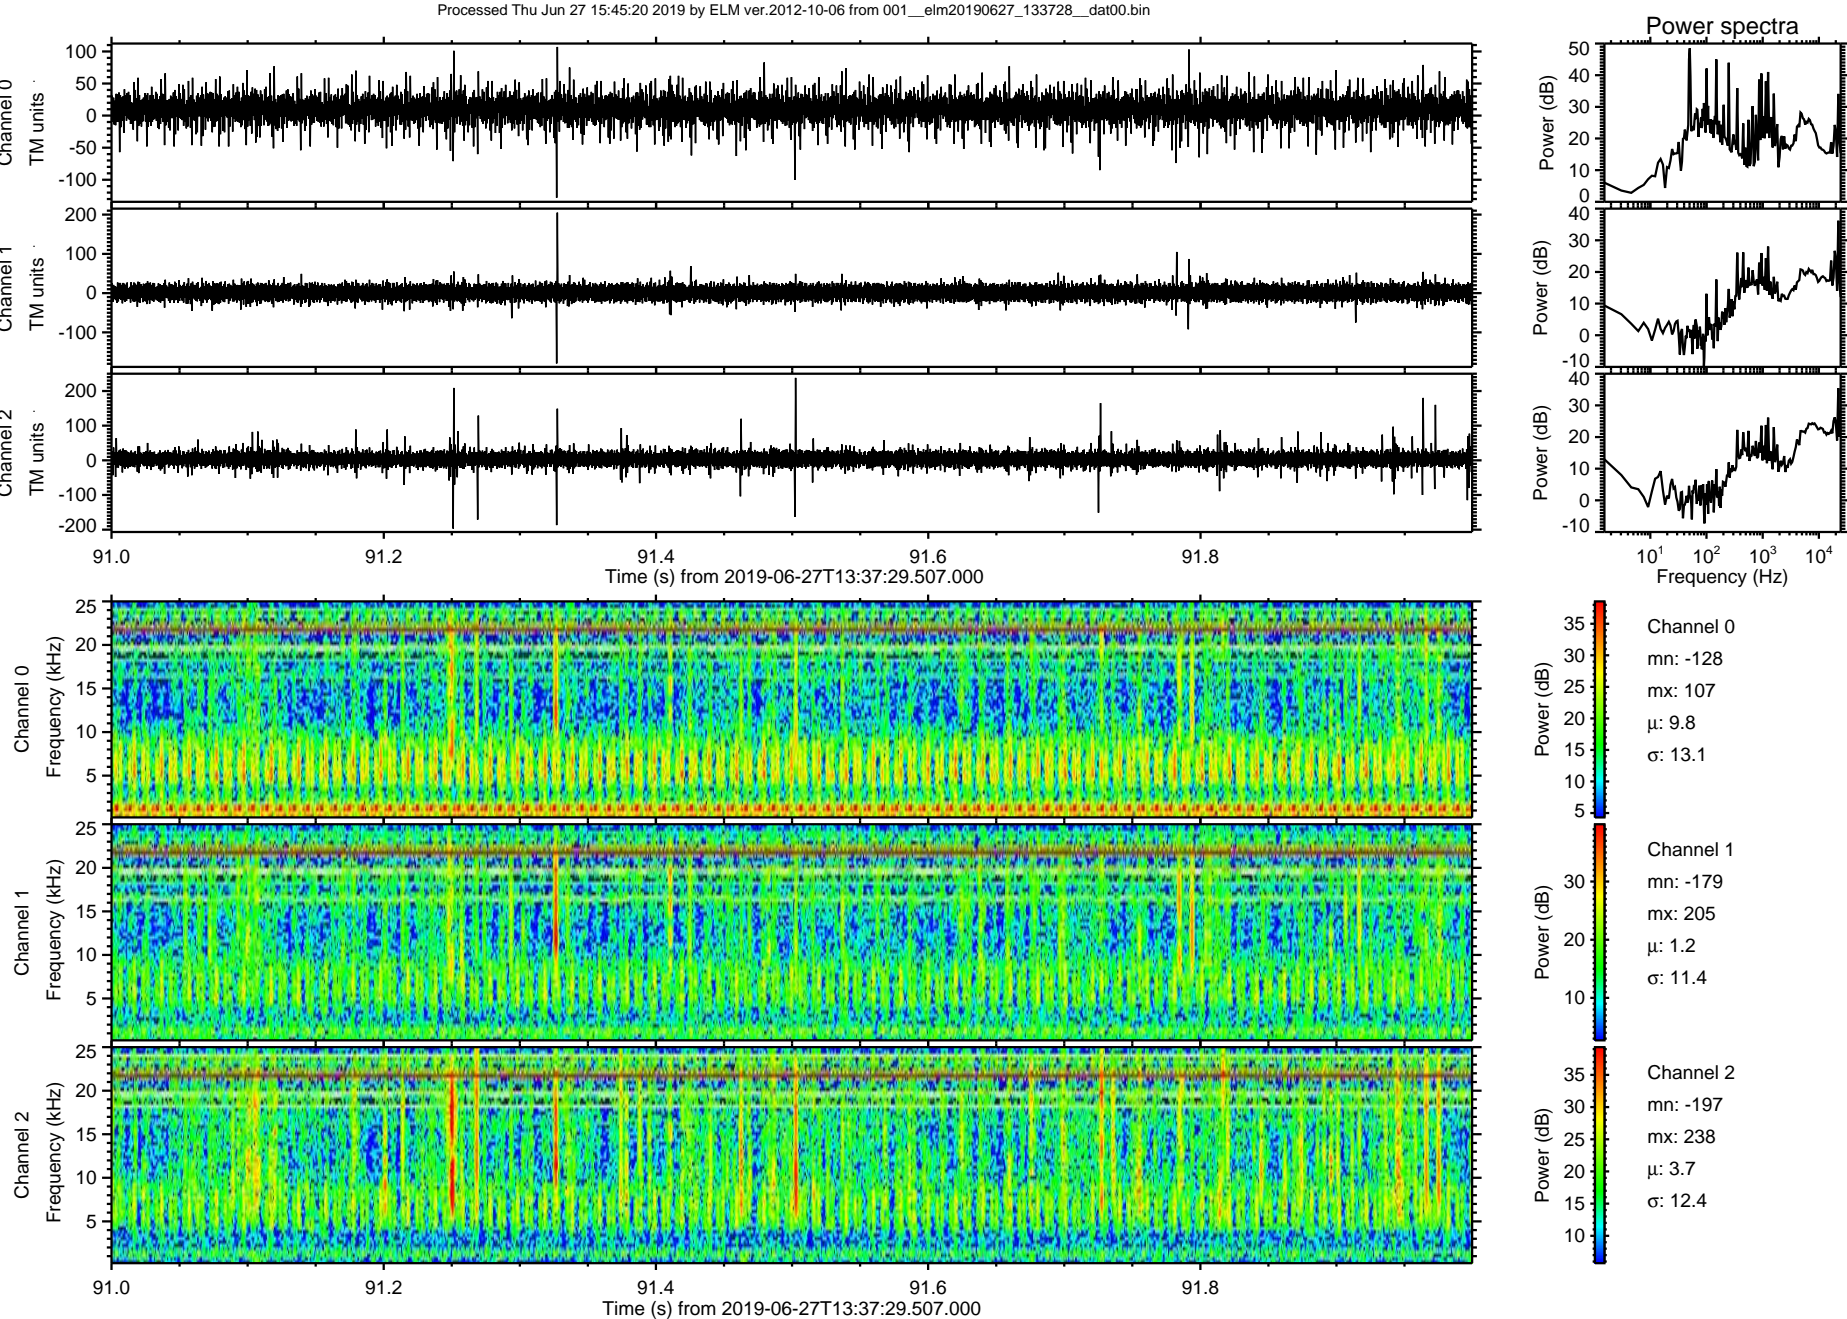 Processed Thu Jun 27 15:45:20 2019 by ELM ver.2012-10-06 from 001__elm20190627_133728__dat00.bin
Power spectra
Channel 0
TM units
100
50
0
-50
-100
Power (dB)
50
40
30
20
10
0
Channel 1
TM units
200
100
0
-100
Power (dB)
40
30
20
10
0
-10
Channel 2
TM units
200
100
0
-100
-200
Power (dB)
40
30
20
10
0
-10
91.0 91.2 91.4 91.6 91.8
Time (s) from 2019-06-27T13:37:29.507.000
10¹ 10² 10³ 10⁴
Frequency (Hz)
Channel 0
Frequency (kHz)
25
20
15
10
5
Power (dB)
35
30
25
20
15
10
5
Channel 0
mn: -128
mx: 107
μ: 9.8
σ: 13.1
Channel 1
Frequency (kHz)
25
20
15
10
5
Power (dB)
30
20
10
Channel 1
mn: -179
mx: 205
μ: 1.2
σ: 11.4
Channel 2
Frequency (kHz)
25
20
15
10
5
Power (dB)
35
30
25
20
15
10
Channel 2
mn: -197
mx: 238
μ: 3.7
σ: 12.4
91.0 91.2 91.4 91.6 91.8
Time (s) from 2019-06-27T13:37:29.507.000